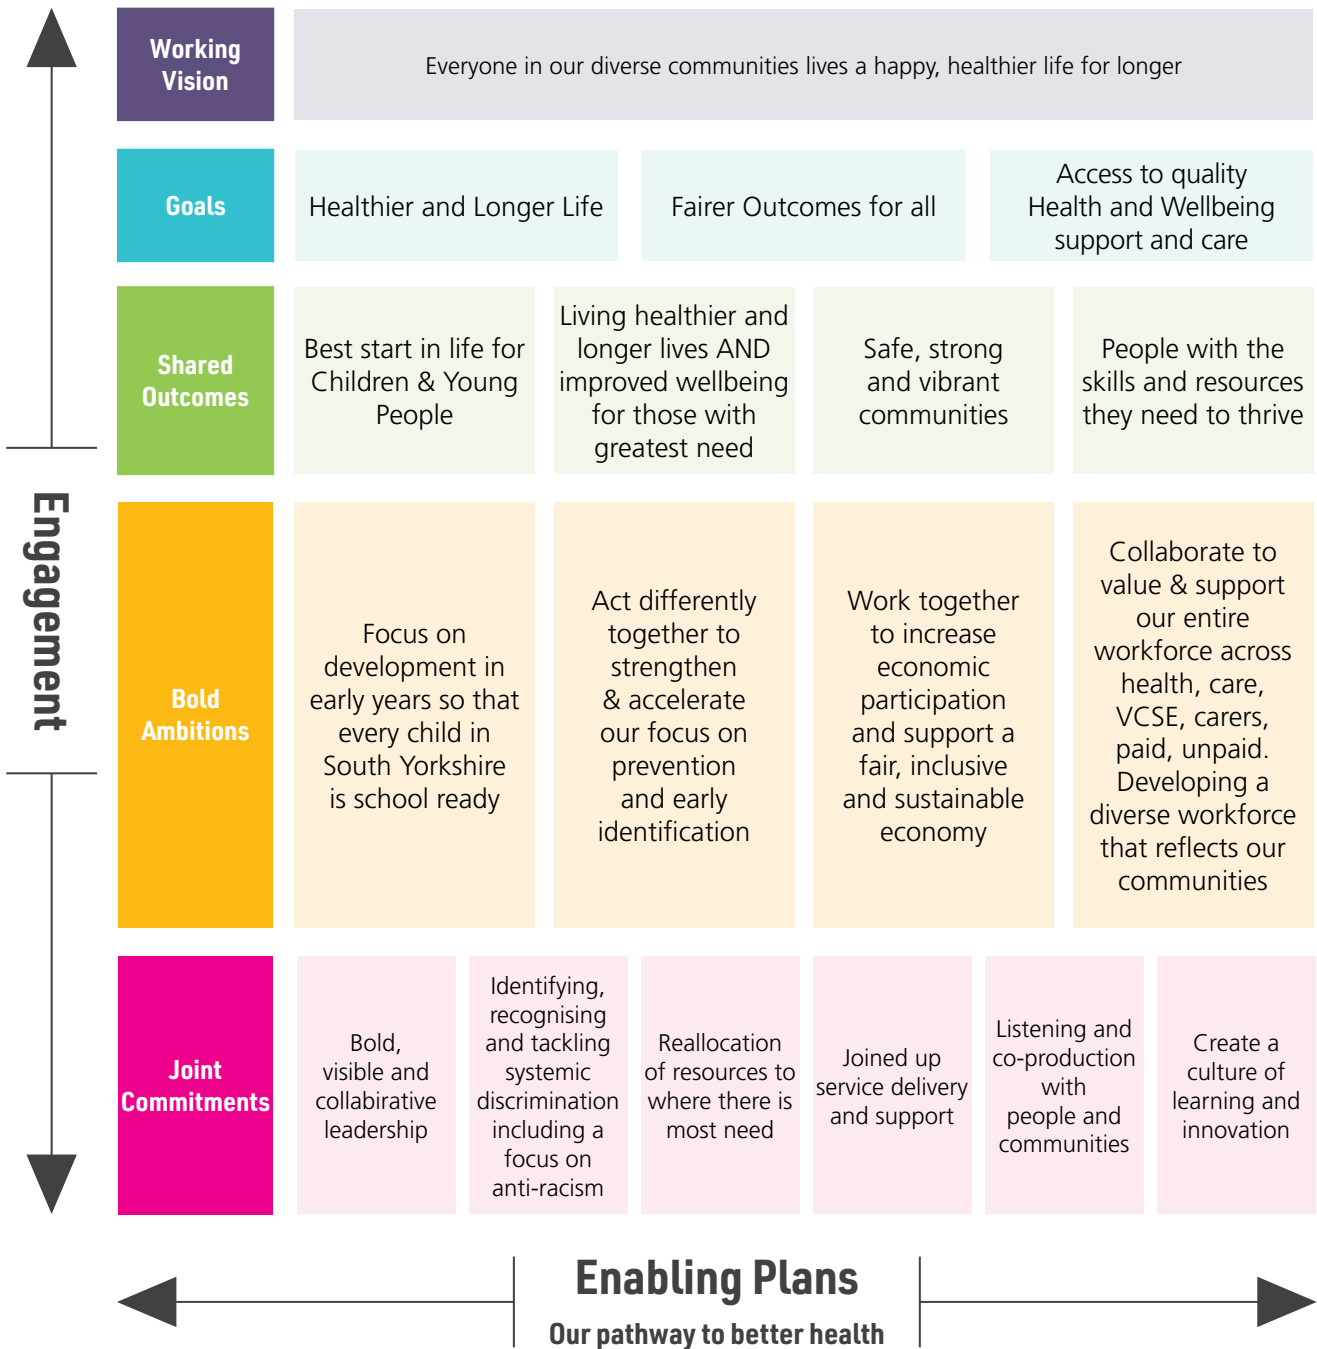 Working
Vision
Everyone in our diverse communities lives a happy, healthier life for longer
Goals
Healthier and Longer Life
Fairer Outcomes for all
Access to quality
Health and Wellbeing
support and care
Shared
Outcomes
Best start in life for
Children & Young
People
Living healthier and
longer lives AND
improved wellbeing
for those with
greatest need
Safe, strong
and vibrant
communities
People with the
skills and resources
they need to thrive
Engagement
Bold
Ambitions
Focus on
development in
early years so that
every child in
South Yorkshire
is school ready
Act differently
together to
strengthen
& accelerate
our focus on
prevention
and early
identification
Work together
to increase
economic
participation
and support a
fair, inclusive
and sustainable
economy
Collaborate to
value & support
our entire
workforce across
health, care,
VCSE, carers,
paid, unpaid.
Developing a
diverse workforce
that reflects our
communities
Joint
Commitments
Bold,
visible and
collabirative
leadership
Identifying,
recognising
and tackling
systemic
discrimination
including a
focus on
anti-racism
Reallocation
of resources to
where there is
most need
Joined up
service delivery
and support
Listening and
co-production
with
people and
communities
Create a
culture of
learning and
innovation
Enabling Plans
Our pathway to better health